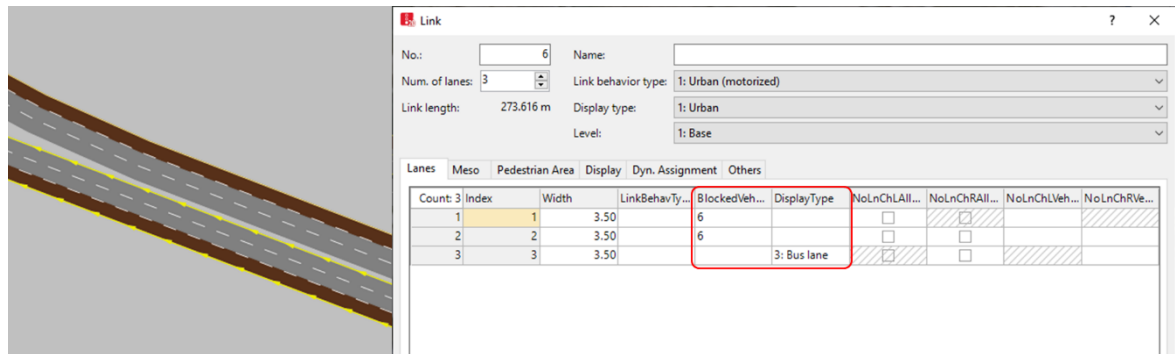 Link ? ×
No.: 6 Name:
Num. of lanes: 3 Link behavior type: 1: Urban (motorized)
Link length: 273.616 m Display type: 1: Urban
Level: 1: Base
Lanes Meso Pedestrian Area Display Dyn. Assignment Others
Count: 3 Index Width LinkBehavTy... BlockedVeh... DisplayType NoLnChLAll... NoLnChRAll... NoLnChLVeh... NoLnChRVe...
1 1 3.50 6
2 2 3.50 6
3 3 3.50 3: Bus lane